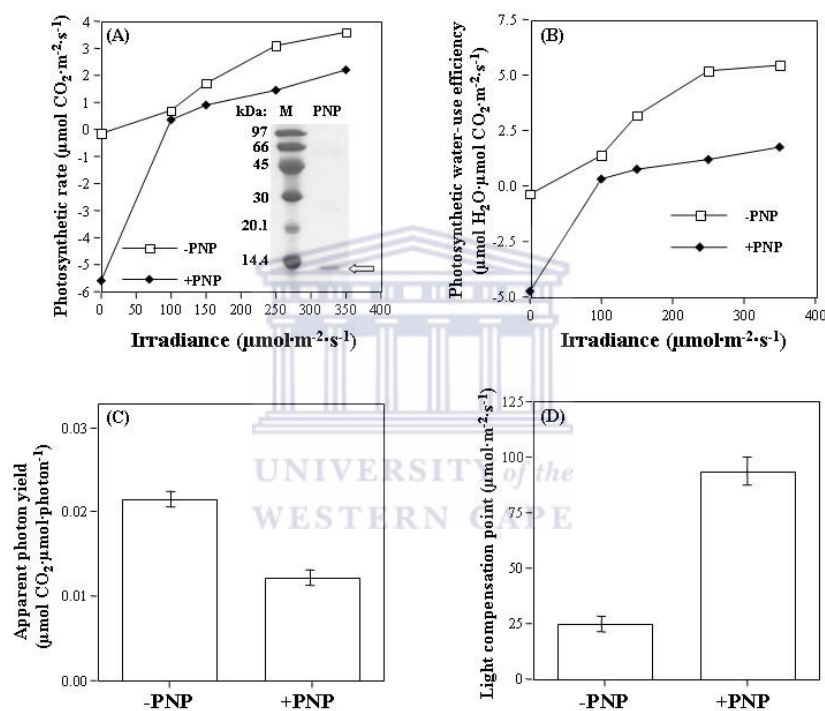 (A)
Photosynthetic rate (µmol CO₂·m⁻²·s⁻¹)
4
3
2
1
0
-1
-2
-3
-4
-5
-6
kDa: M PNP
97
66
45
30
20.1
14.4
-PNP
+PNP
0 50 100 150 200 250 300 350 400
Irradiance (µmol·m⁻²·s⁻¹)
(B)
Photosynthetic water-use efficiency
(µmol H₂O·µmol CO₂·m⁻²·s⁻¹)
7.5
5.0
2.5
0.0
-2.5
-5.0
-PNP
+PNP
0 100 200 300 400
Irradiance (µmol·m⁻²·s⁻¹)
(C)
Apparent photon yield
(µmol CO₂·µmol·photon⁻¹)
0.03
0.02
0.01
0.00
-PNP +PNP
(D)
Light compensation point (µmol·m⁻²·s⁻¹)
125
100
75
50
25
0
-PNP +PNP
UNIVERSITY of the
WESTERN CAPE